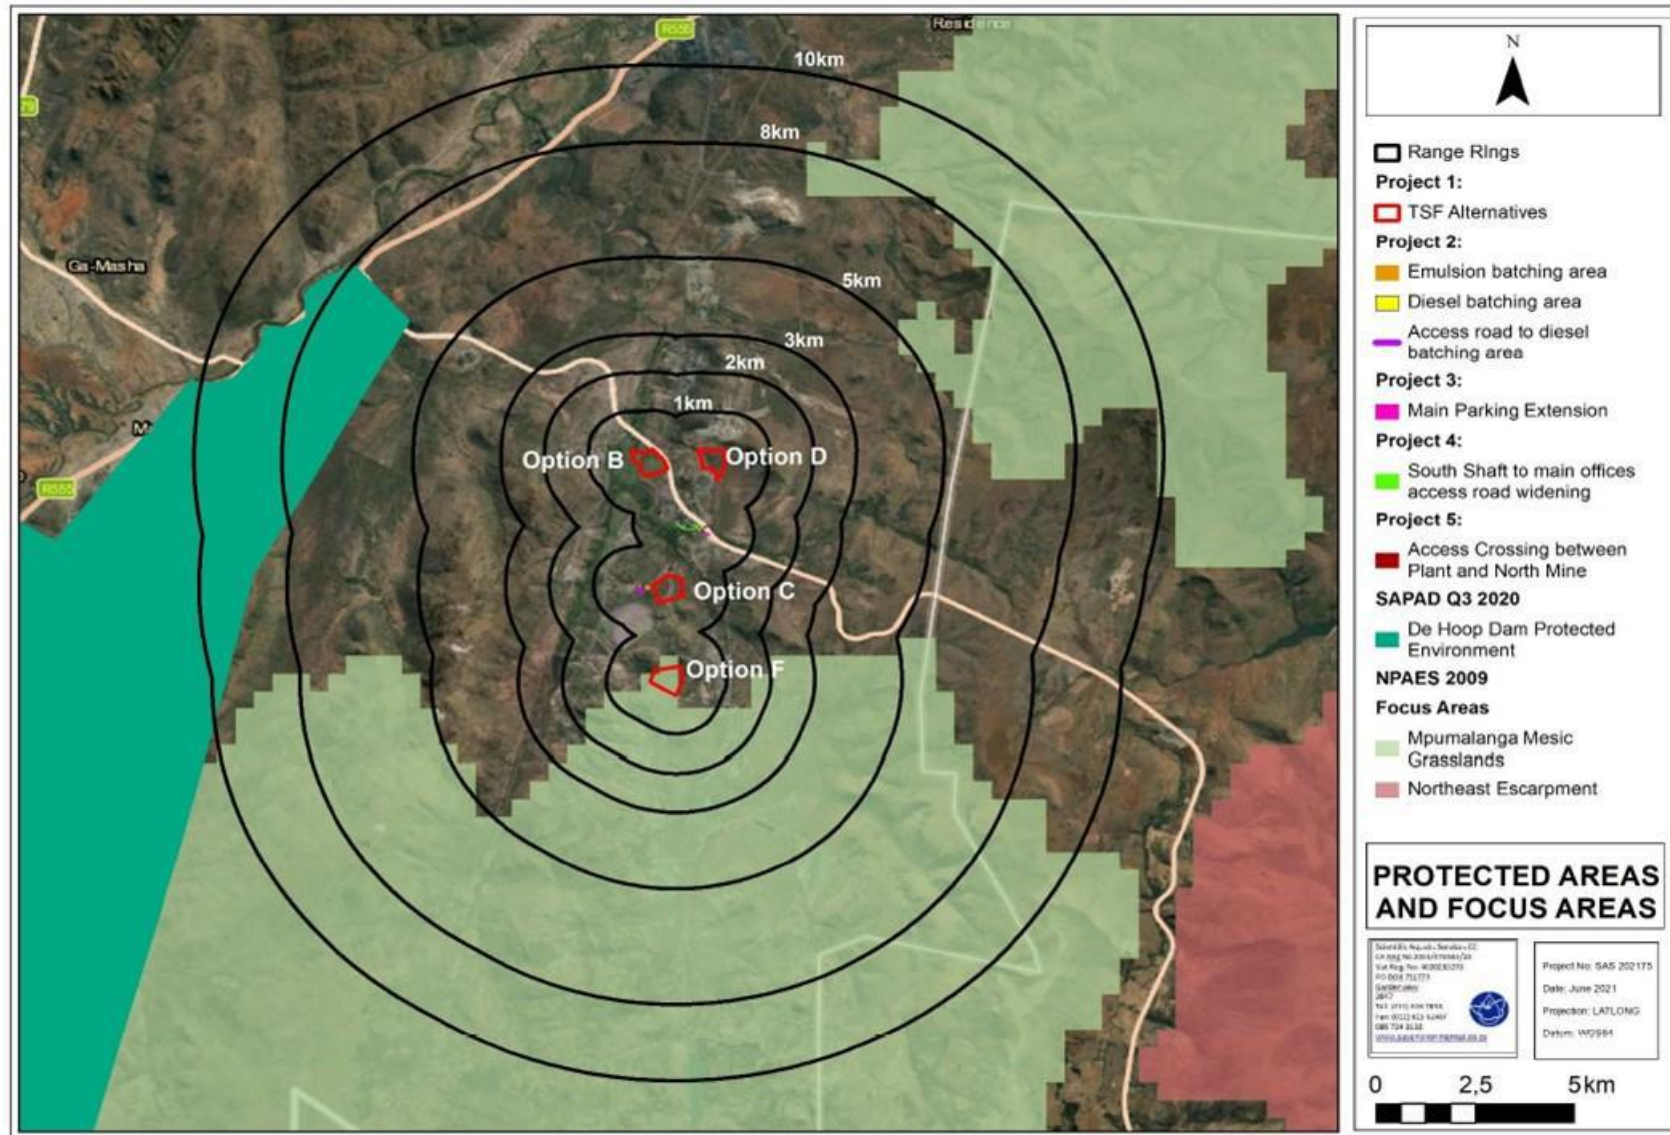 Residence
R555
10km
79
8km
Ga-Masha
5km
3km
2km
1km
Option B
Option D
R555
Option C
Option F
N
Range RIngs
Project 1:
TSF Alternatives
Project 2:
Emulsion batching area
Diesel batching area
Access road to diesel
batching area
Project 3:
Main Parking Extension
Project 4:
South Shaft to main offices
access road widening
Project 5:
Access Crossing between
Plant and North Mine
SAPAD Q3 2020
De Hoop Dam Protected
Environment
NPAES 2009
Focus Areas
Mpumalanga Mesic
Grasslands
Northeast Escarpment
PROTECTED AREAS
AND FOCUS AREAS
Project No: SAS 202175
Date: June 2021
Projection: LATLONG
Datum: WGS84
0 2,5 5km